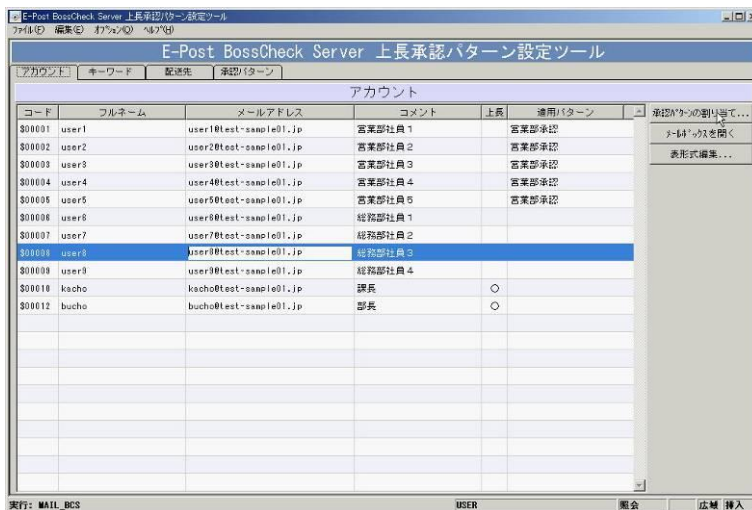 E-Post BossCheck Server 上長承認パターン設定ツール
ファイル(F) 編集(E) オプション(O) ヘルプ(H)
E-Post BossCheck Server 上長承認パターン設定ツール
アカウント キーワード 配送先 承認パターン
アカウント
コード フルネーム メールアドレス コメント 上長 適用パターン 承認パターンの割り当て...
S00001 user1 user1@test-sample01.jp 営業部社員1 営業部承認
メールボックスを開く
S00002 user2 user2@test-sample01.jp 営業部社員2 営業部承認
表形式編集...
S00003 user3 user3@test-sample01.jp 営業部社員3 営業部承認
S00004 user4 user4@test-sample01.jp 営業部社員4 営業部承認
S00005 user5 user5@test-sample01.jp 営業部社員5 営業部承認
S00006 user6 user6@test-sample01.jp 総務部社員1
S00007 user7 user7@test-sample01.jp 総務部社員2
S00008 user8 user8@test-sample01.jp 総務部社員3
S00009 user9 user9@test-sample01.jp 総務部社員4
S00010 kacho kacho@test-sample01.jp 課長 ○
S00012 bucho bucho@test-sample01.jp 部長 ○
実行: MAIL_BCS USER 照会 広域 挿入